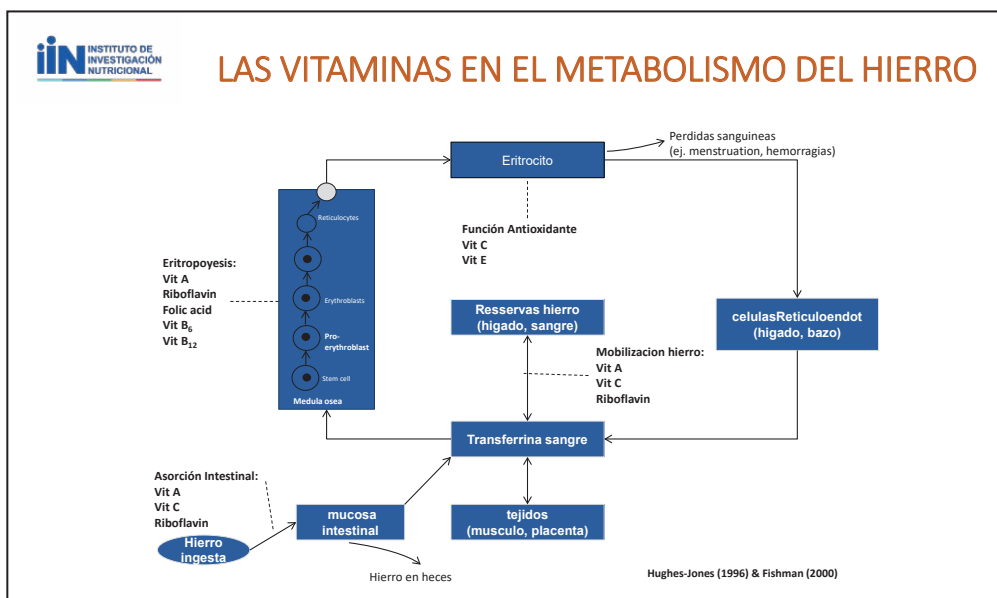 iiN INSTITUTO DE
INVESTIGACIÓN
NUTRICIONAL
LAS VITAMINAS EN EL METABOLISMO DEL HIERRO
Eritrocito
Perdidas sanguineas
(ej. menstruation, hemorragias)
Reticulocytes
Erythroblasts
Pro-
erythroblast
Stem cell
Medula osea
Eritropoyesis:
Vit A
Riboflavin
Folic acid
Vit B6
Vit B12
Función Antioxidante
Vit C
Vit E
Resservas hierro
(higado, sangre)
celulasReticuloendot
(higado, bazo)
Mobilizacion hierro:
Vit A
Vit C
Riboflavin
Transferrina sangre
Asorción Intestinal:
Vit A
Vit C
Riboflavin
Hierro
ingesta
mucosa
intestinal
tejidos
(musculo, placenta)
Hierro en heces
Hughes-Jones (1996) & Fishman (2000)